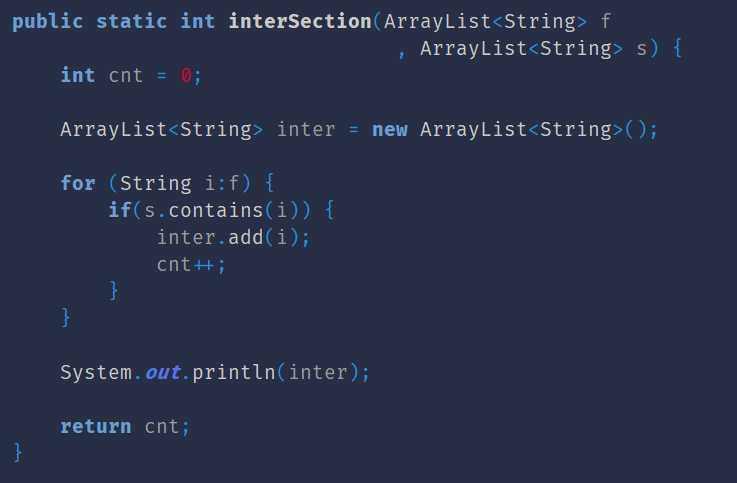 public static int interSection(ArrayList<String> f
, ArrayList<String> s) {
int cnt = 0;
ArrayList<String> inter = new ArrayList<String>();
for (String i:f) {
if(s.contains(i)) {
inter.add(i);
cnt++;
}
}
System.out.println(inter);
return cnt;
}